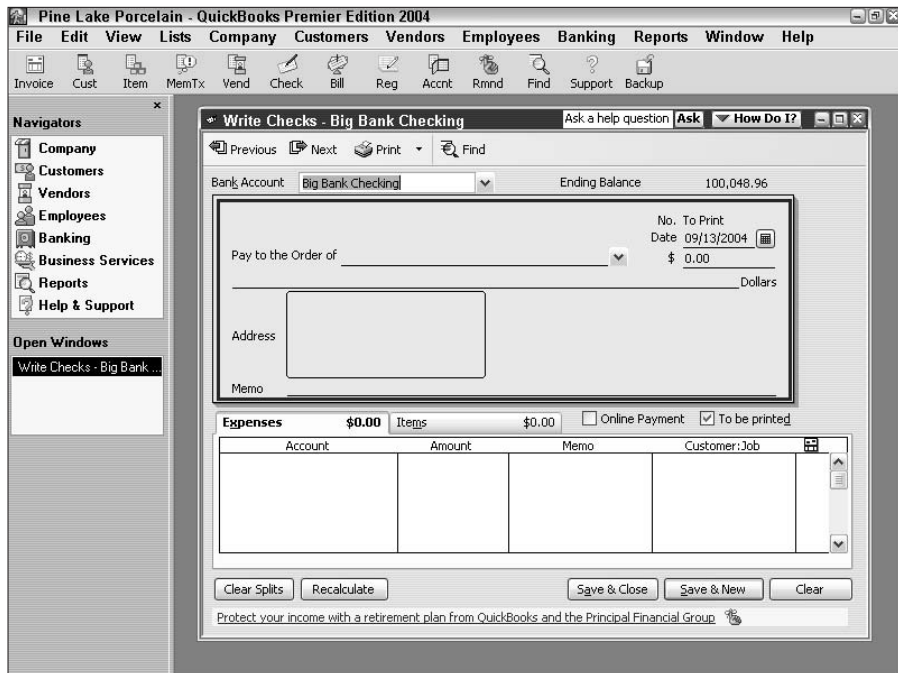 Pine Lake Porcelain - QuickBooks Premier Edition 2004
File Edit View Lists Company Customers Vendors Employees Banking Reports Window Help
Invoice Cust Item MemTx Vend Check Bill Reg Accnt Rmnd Find Support Backup
Navigators
Company
Customers
Vendors
Employees
Banking
Business Services
Reports
Help & Support
Open Windows
Write Checks - Big Bank ...
Write Checks - Big Bank Checking Ask a help question Ask How Do I?
Previous Next Print Find
Bank Account Big Bank Checking Ending Balance 100,048.96
No. To Print
Date 09/13/2004
Pay to the Order of $ 0.00
Dollars
Address
Memo
Expenses $0.00 Items $0.00 Online Payment To be printed
Account Amount Memo Customer:Job
Clear Splits Recalculate Save & Close Save & New Clear
Protect your income with a retirement plan from QuickBooks and the Principal Financial Group